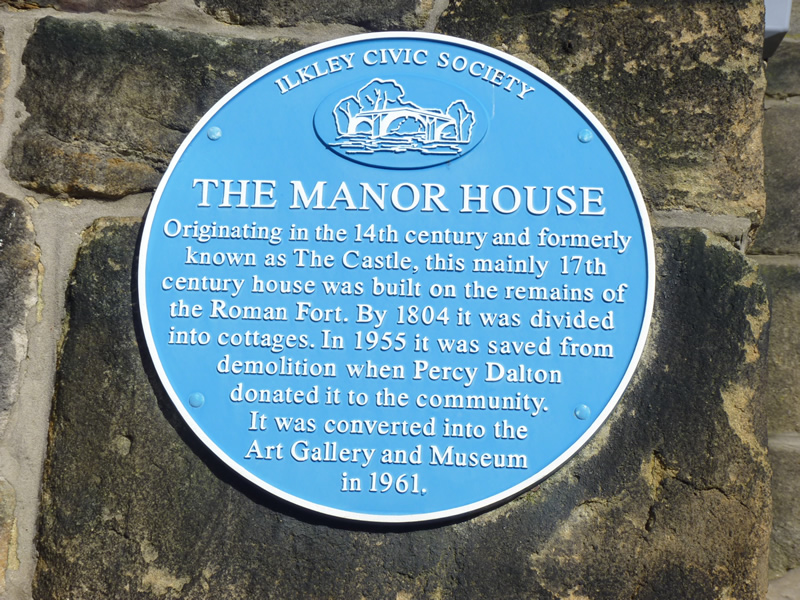 ILKLEY CIVIC SOCIETY
THE MANOR HOUSE
Originating in the 14th century and formerly
known as The Castle, this mainly 17th
century house was built on the remains of
the Roman Fort. By 1804 it was divided
into cottages. In 1955 it was saved from
demolition when Percy Dalton
donated it to the community.
It was converted into the
Art Gallery and Museum
in 1961.